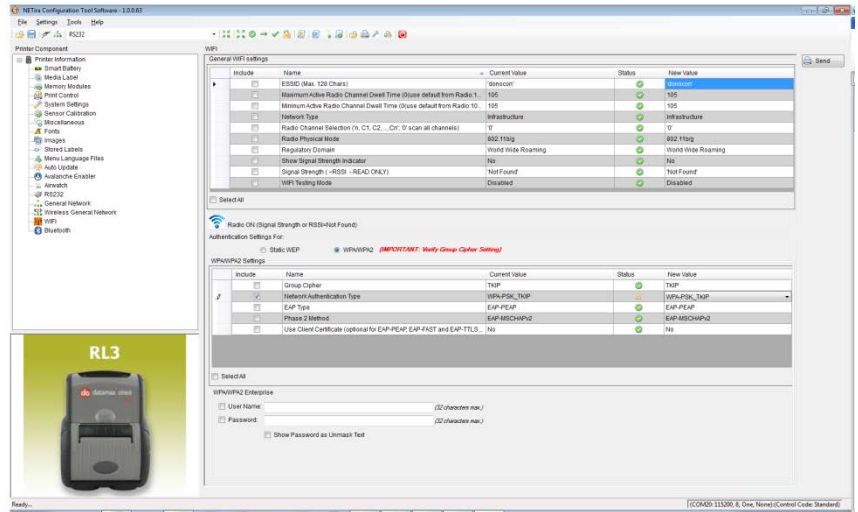 NETira Configuration Tool Software - 1.0.0.63
File Settings Tools Help
RS232
Printer Component
Printer Information
Smart Battery
Media Label
Memory Modules
Print Control
System Settings
Sensor Calibration
Miscellaneous
Fonts
Images
Stored Labels
Menu Language Files
Auto Update
Avalanche Enabler
Airwatch
RS232
General Network
Wireless General Network
WIFI
Bluetooth
RL3
datamax oneil
WIFI
General WIFI settings
Include Name Current Value Status New Value
ESSID (Max. 128 Chars) 'donscon' 'donscon'
Maximum Active Radio Channel Dwell Time (0(use default from Radio:1... 105 105
Mininum Active Radio Channel Dwell Time (0(use default from Radio:10... 105 105
Network Type Infrastructure Infrastructure
Radio Channel Selection ('n, C1, C2,...,Cn'; '0' scan all channels) '0' '0'
Radio Physical Mode 802.11b/g 802.11b/g
Regulatory Domain World Wide Roaming World Wide Roaming
Show Signal Strength Indicator No No
Signal Strength ( ~RSSI - READ ONLY) 'Not Found' 'Not Found'
WIFI Testing Mode Disabled Disabled
Select All
Send
Radio ON (Signal Strength or RSSI=Not Found)
Authentication Settings For:
Static WEP WPA/WPA2 (IMPORTANT: Verify Group Cipher Setting)
WPA/WPA2 Settings
Include Name Current Value Status New Value
Group Cipher TKIP TKIP
Network Authentication Type WPA-PSK_TKIP WPA-PSK_TKIP
EAP Type EAP-PEAP EAP-PEAP
Phase 2 Method EAP-MSCHAPv2 EAP-MSCHAPv2
Use Client Certificate (optional for EAP-PEAP, EAP-FAST and EAP-TTLS... No No
Select All
WPA/WPA2 Enterprise
User Name: (32 characters max.)
Password: (32 characters max.)
Show Password as Unmask Text
Ready... (COM20: 115200, 8, One, None):(Control Code: Standard)